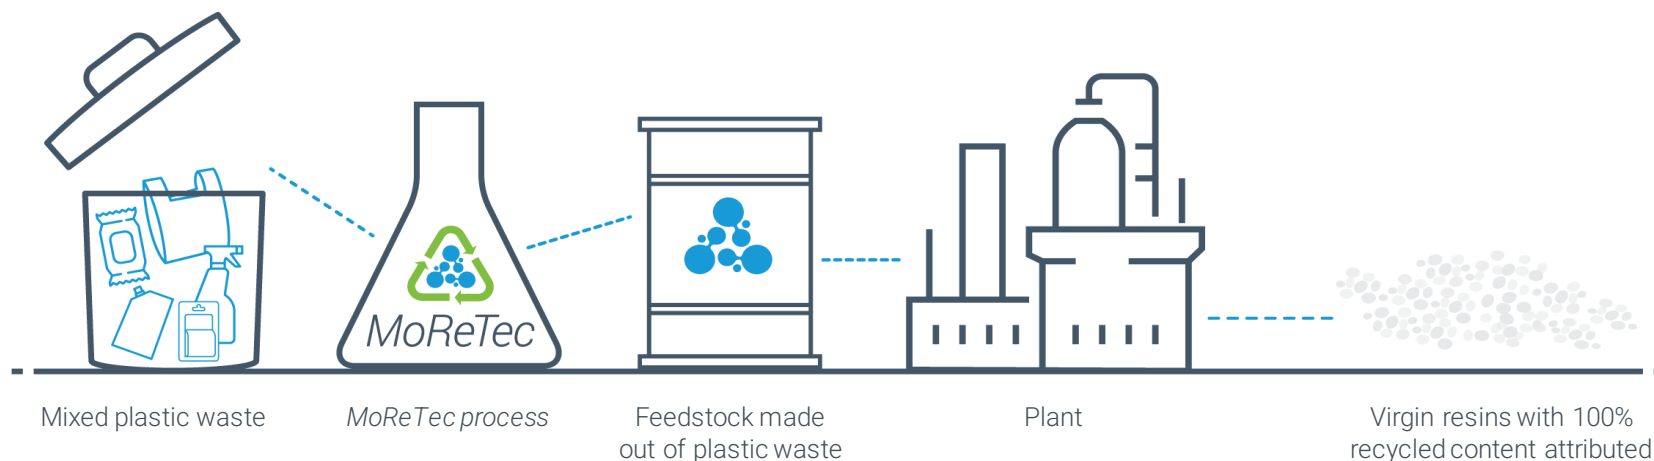 MoReTec
Mixed plastic waste
MoReTec process
Feedstock made
out of plastic waste
Plant
Virgin resins with 100%
recycled content attributed